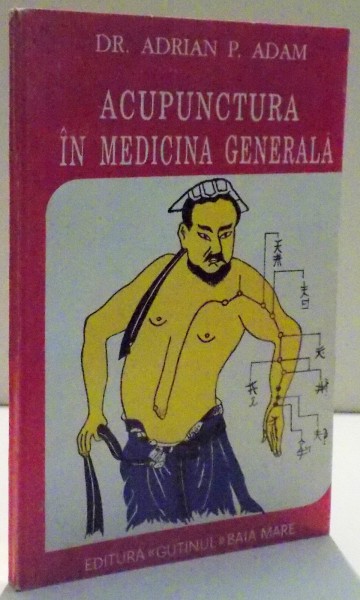 DR. ADRIAN P. ADAM
ACUPUNCTURA
ÎN MEDICINA GENERALĂ
EDITURA "GUTINUL" BAIA MARE